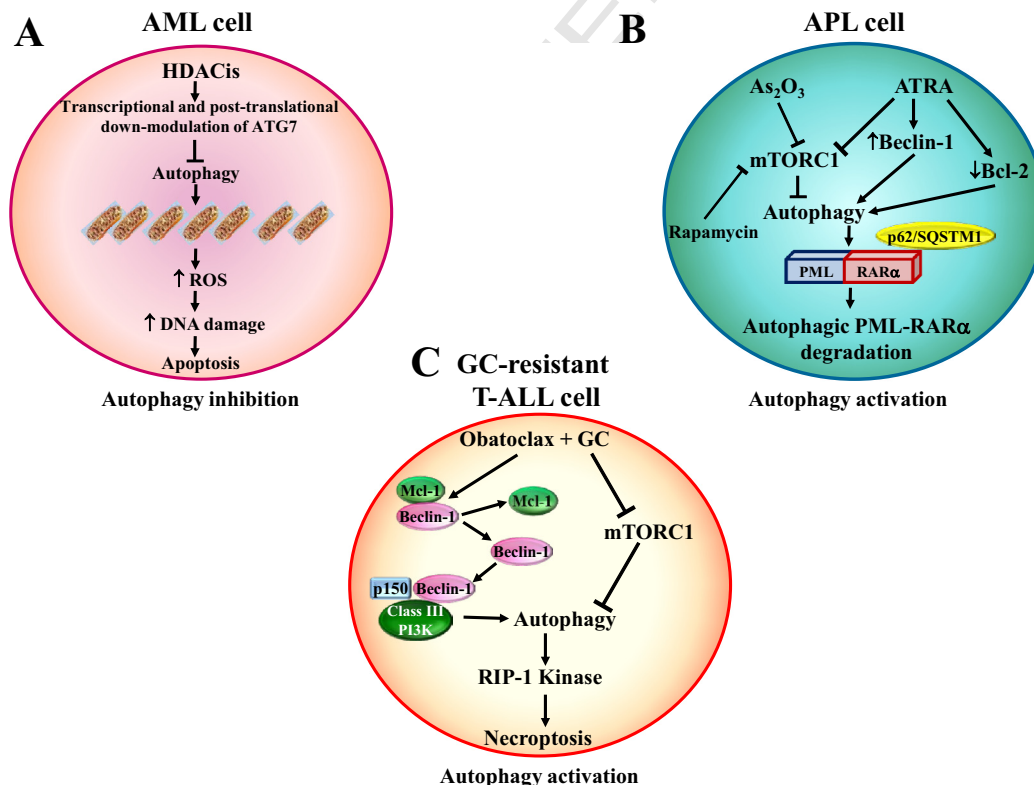 A
AML cell
HDACis
Transcriptional and post-translational
down-modulation of ATG7
Autophagy
↑ ROS
↑ DNA damage
Apoptosis
Autophagy inhibition
B
APL cell
As₂O₃
ATRA
↑Beclin-1
mTORC1
↓Bcl-2
Rapamycin
Autophagy
p62/SQSTM1
PML
RARα
Autophagic PML-RARα
degradation
Autophagy activation
C
GC-resistant
T-ALL cell
Obatoclax + GC
Mcl-1
Beclin-1
Mcl-1
mTORC1
Beclin-1
p150
Beclin-1
Class III
PI3K
Autophagy
RIP-1 Kinase
Necroptosis
Autophagy activation